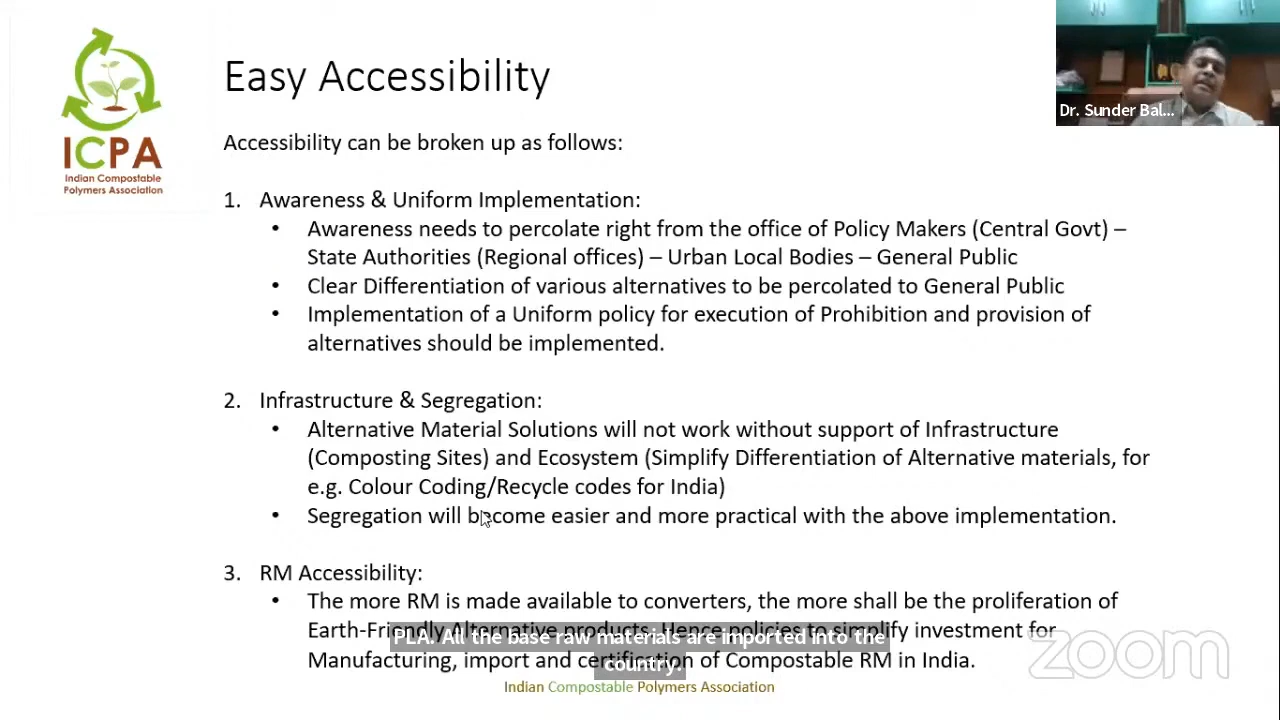 ICPA
Indian Compostable
Polymers Association
Easy Accessibility
Dr. Sunder Bal...
Accessibility can be broken up as follows:
1. Awareness & Uniform Implementation:
• Awareness needs to percolate right from the office of Policy Makers (Central Govt) –
State Authorities (Regional offices) – Urban Local Bodies – General Public
• Clear Differentiation of various alternatives to be percolated to General Public
• Implementation of a Uniform policy for execution of Prohibition and provision of
alternatives should be implemented.
2. Infrastructure & Segregation:
• Alternative Material Solutions will not work without support of Infrastructure
(Composting Sites) and Ecosystem (Simplify Differentiation of Alternative materials, for
e.g. Colour Coding/Recycle codes for India)
• Segregation will become easier and more practical with the above implementation.
3. RM Accessibility:
• The more RM is made available to converters, the more shall be the proliferation of
Earth-Friendly Alternative products. Hence policies to simplify investment for
PLA. All the base raw materials are imported into the
Manufacturing, import and certification of Compostable RM in India.
country.
zoom
Indian Compostable Polymers Association